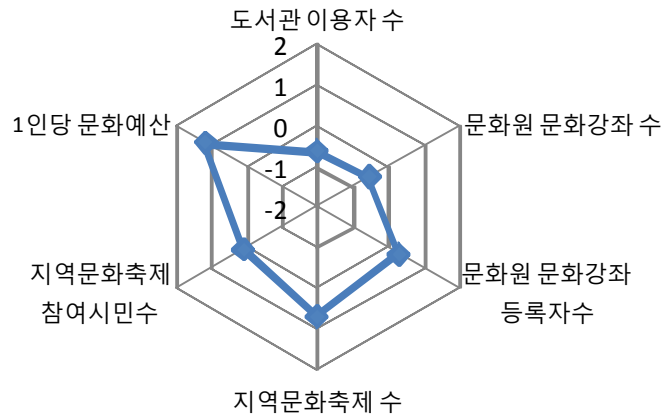 도서관 이용자 수
2
1
0
-1
-2
1인당 문화예산
문화원 문화강좌 수
지역문화축제
참여시민수
문화원 문화강좌
등록자수
지역문화축제 수